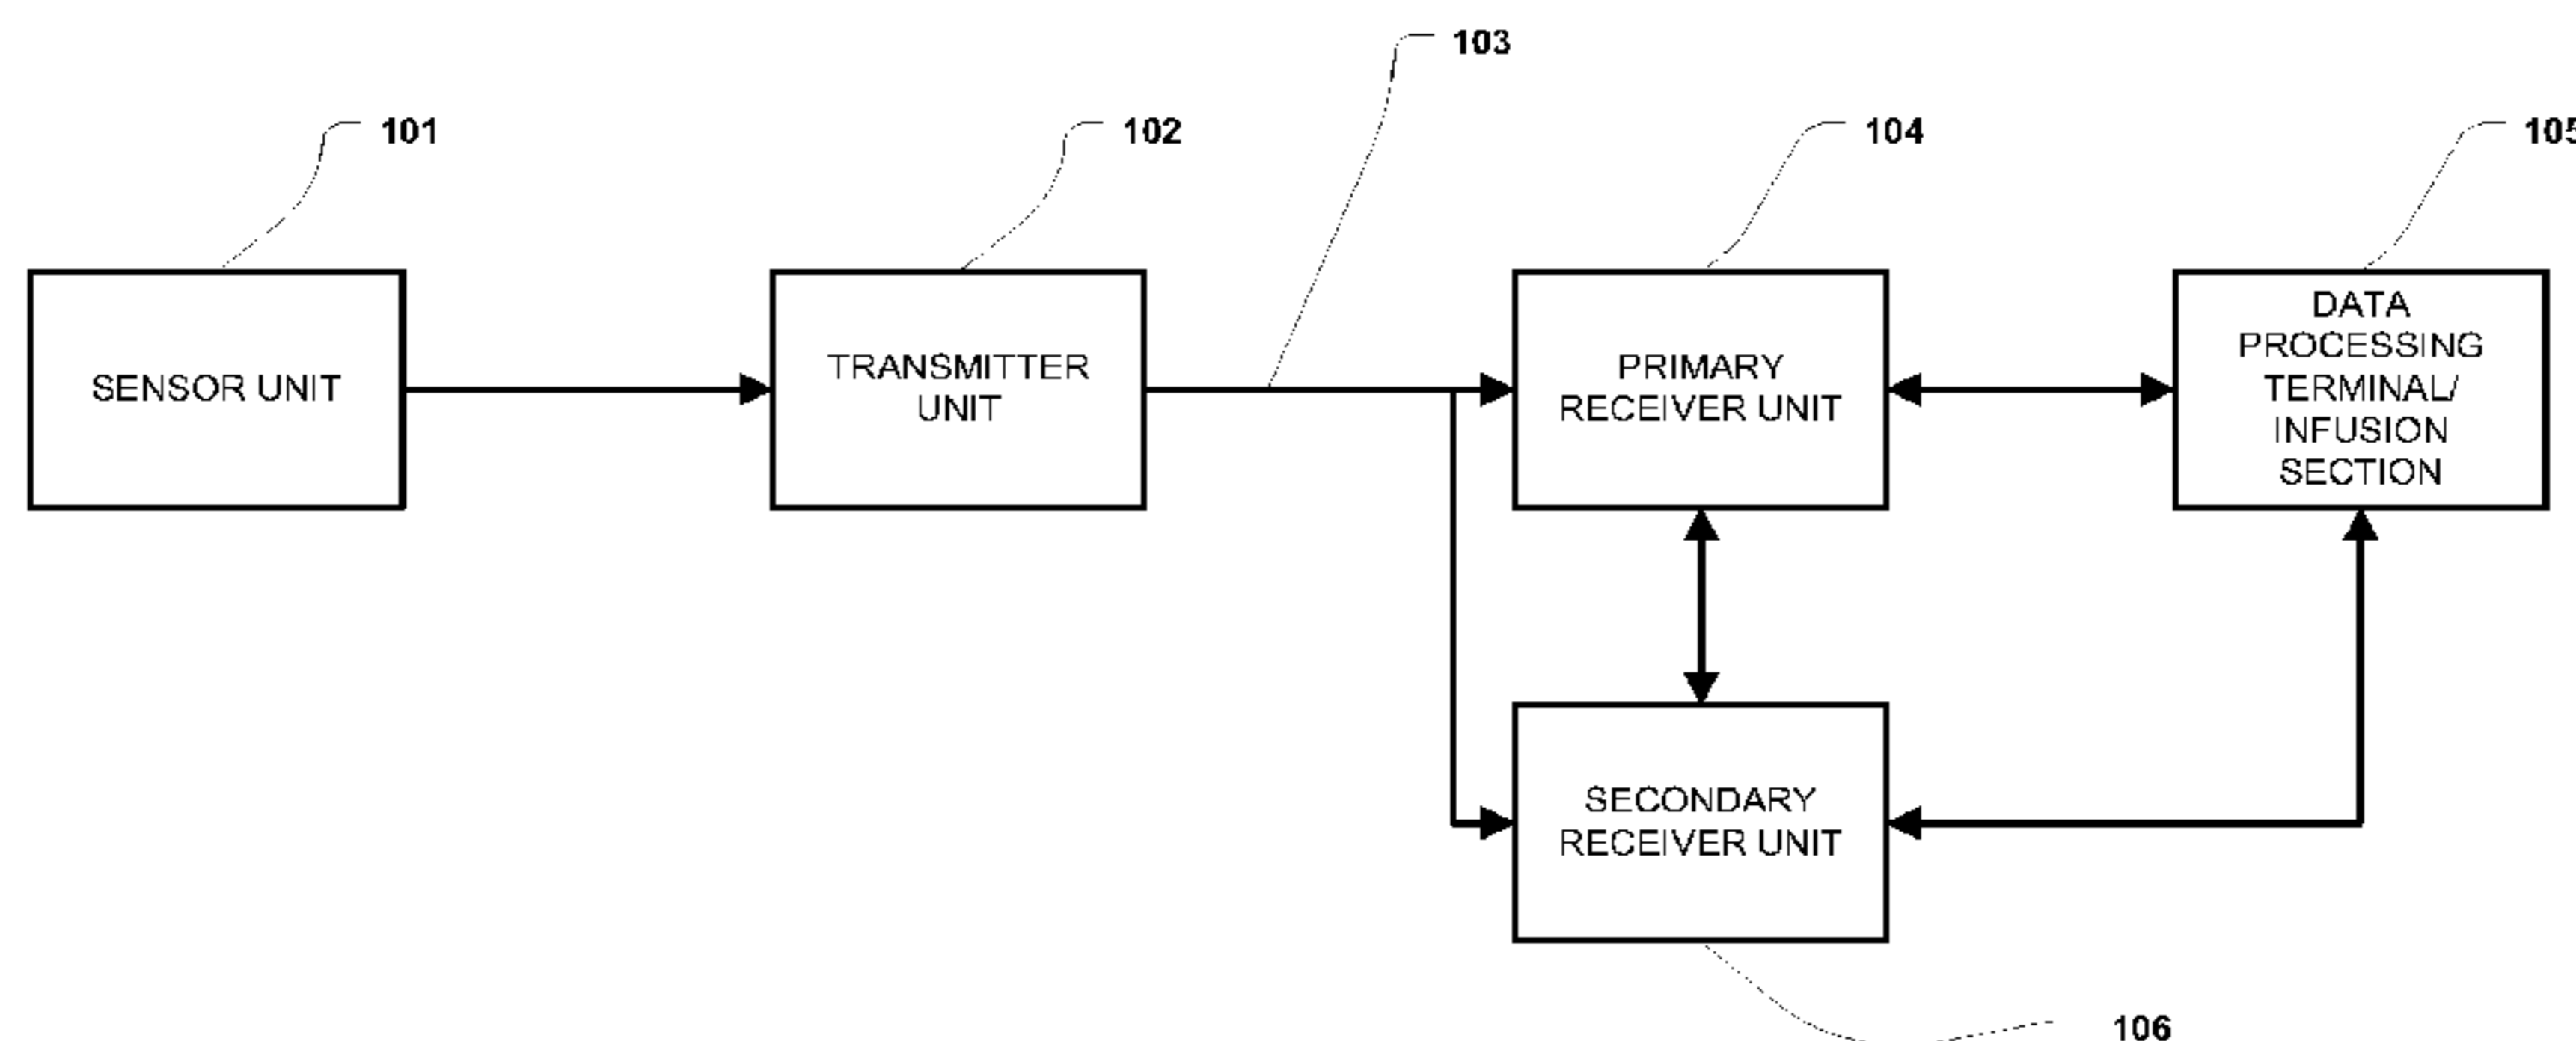 103
101
102
104
105
SENSOR UNIT
TRANSMITTER
UNIT
PRIMARY
RECEIVER UNIT
DATA
PROCESSING
TERMINAL/
INFUSION
SECTION
SECONDARY
RECEIVER UNIT
106